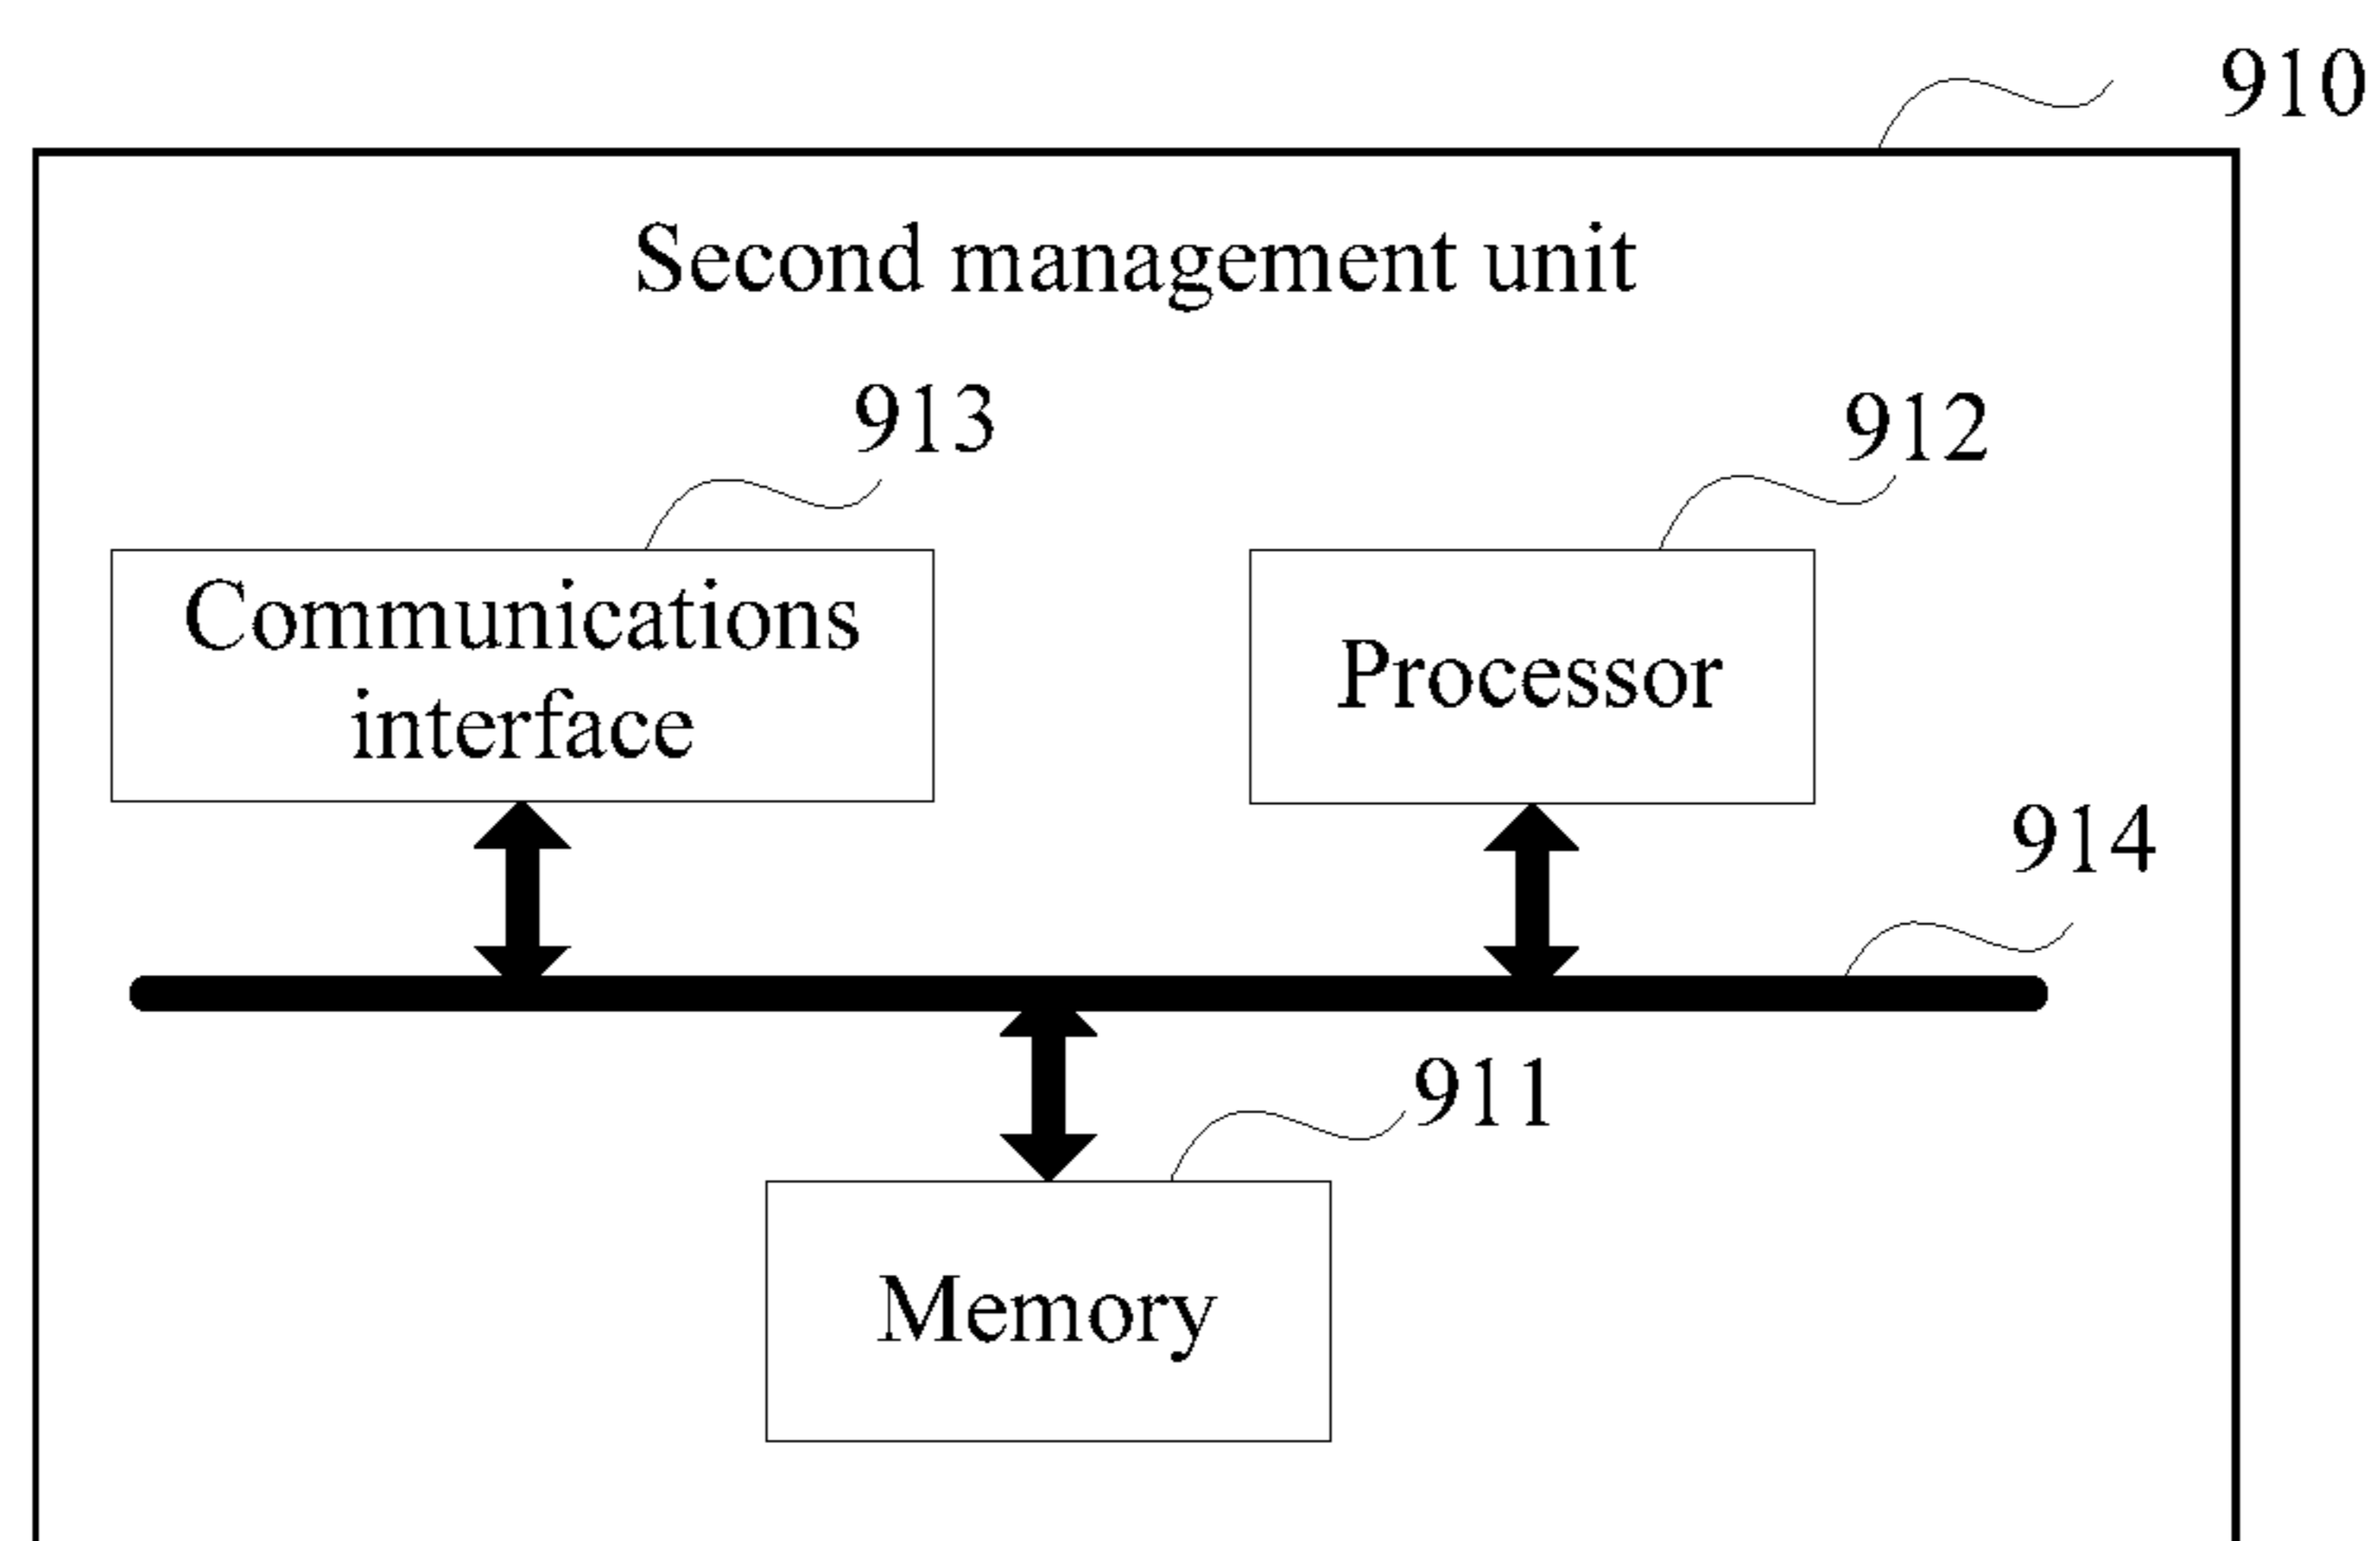 910
Second management unit
913
912
Communications
interface
Processor
914
911
Memory